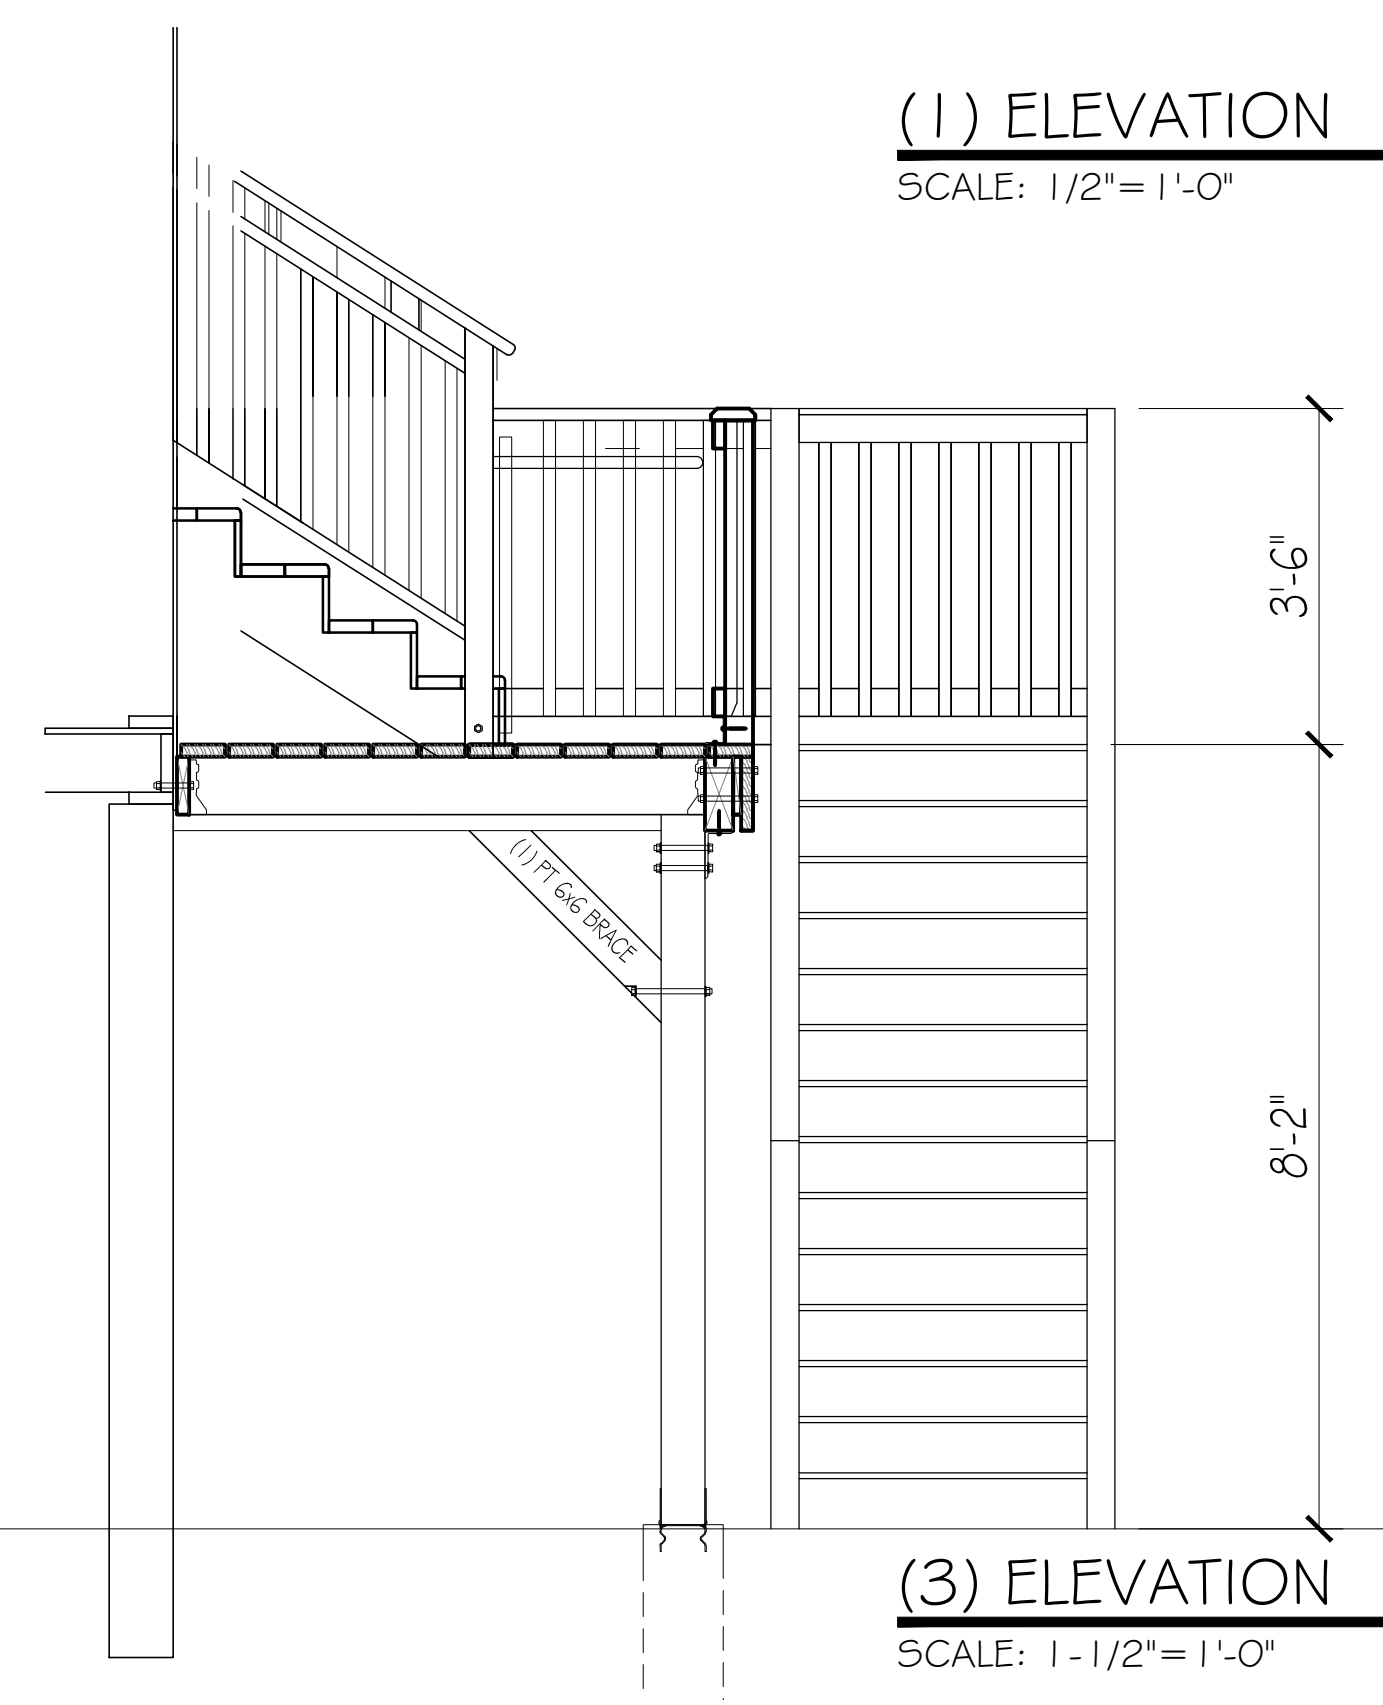 (1) ELEVATION
SCALE: 1/2"= 1'-0"
3'-6"
(1) PT 6x6 BRACE
8'-2"
(3) ELEVATION
SCALE: 1-1/2"= 1'-0"